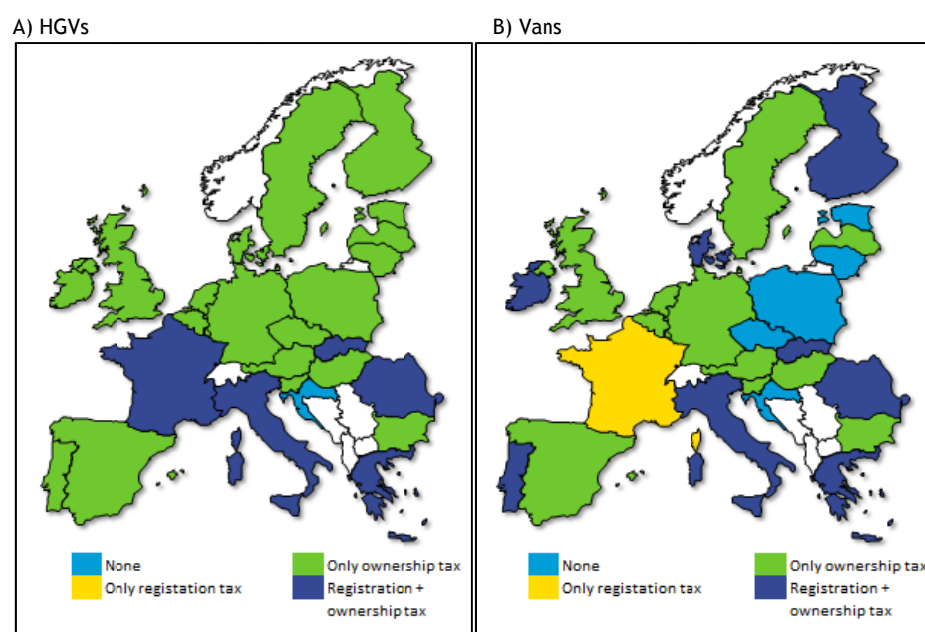 A) HGVs
B) Vans
None
Only ownership tax
Only registation tax
Registration +
ownership tax
None
Only ownership tax
Only registation tax
Registration +
ownership tax